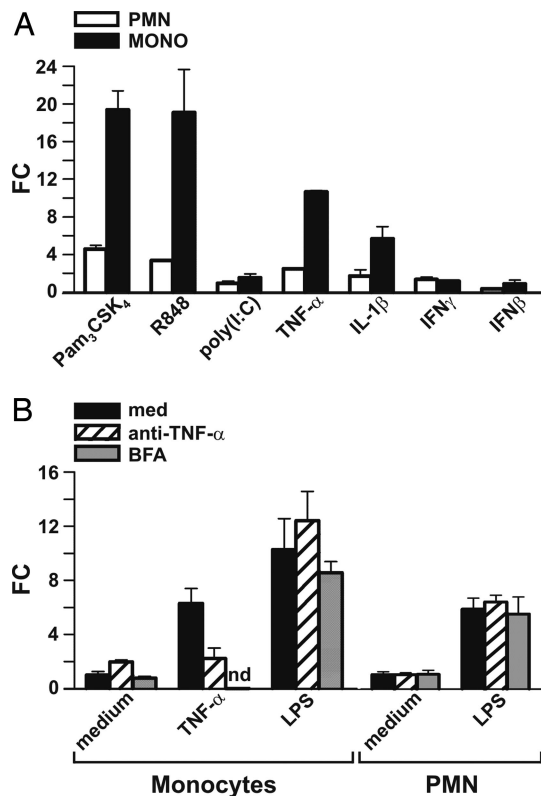 A
PMN
MONO
FC
24
20
16
12
8
4
0
Pam₃CSK₄
R848
poly(I:C)
TNF-α
IL-1β
IFNγ
IFNβ
B
med
anti-TNF-α
BFA
FC
16
12
8
4
0
nd
medium
TNF-α
LPS
medium
LPS
Monocytes
PMN